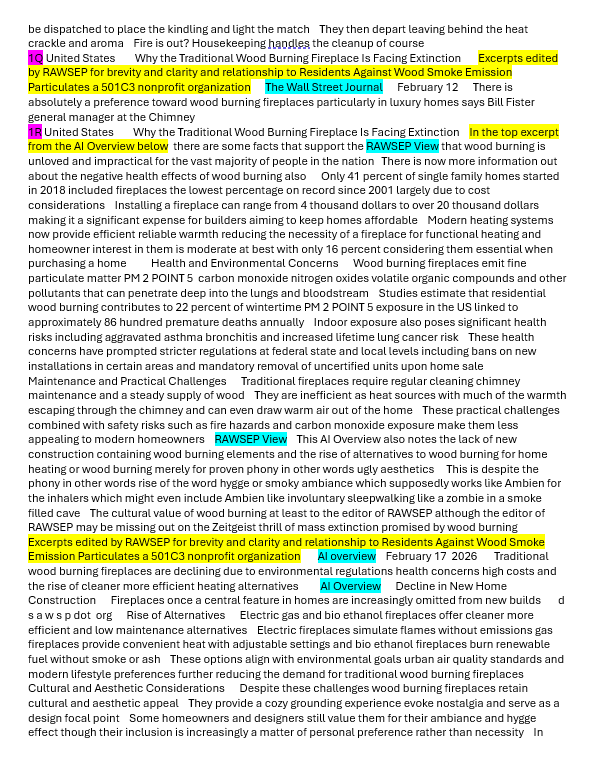 be dispatched to place the kindling and light the match   They then depart leaving behind the heat
crackle and aroma   Fire is out? Housekeeping handles the cleanup of course
1Q United States      Why the Traditional Wood Burning Fireplace Is Facing Extinction      Excerpts edited
by RAWSEP for brevity and clarity and relationship to Residents Against Wood Smoke Emission
Particulates a 501C3 nonprofit organization     The Wall Street Journal     February 12    There is
absolutely a preference toward wood burning fireplaces particularly in luxury homes says Bill Fister
general manager at the Chimney
1R United States      Why the Traditional Wood Burning Fireplace Is Facing Extinction   In the top excerpt
from the AI Overview below  there are some facts that support the RAWSEP View that wood burning is
unloved and impractical for the vast majority of people in the nation   There is now more information out
about the negative health effects of wood burning also     Only 41 percent of single family homes started
in 2018 included fireplaces the lowest percentage on record since 2001 largely due to cost
considerations   Installing a fireplace can range from 4 thousand dollars to over 20 thousand dollars
making it a significant expense for builders aiming to keep homes affordable   Modern heating systems
now provide efficient reliable warmth reducing the necessity of a fireplace for functional heating and
homeowner interest in them is moderate at best with only 16 percent considering them essential when
purchasing a home        Health and Environmental Concerns     Wood burning fireplaces emit fine
particulate matter PM 2 POINT 5  carbon monoxide nitrogen oxides volatile organic compounds and other
pollutants that can penetrate deep into the lungs and bloodstream   Studies estimate that residential
wood burning contributes to 22 percent of wintertime PM 2 POINT 5 exposure in the US linked to
approximately 86 hundred premature deaths annually   Indoor exposure also poses significant health
risks including aggravated asthma bronchitis and increased lifetime lung cancer risk   These health
concerns have prompted stricter regulations at federal state and local levels including bans on new
installations in certain areas and mandatory removal of uncertified units upon home sale
Maintenance and Practical Challenges     Traditional fireplaces require regular cleaning chimney
maintenance and a steady supply of wood   They are inefficient as heat sources with much of the warmth
escaping through the chimney and can even draw warm air out of the home   These practical challenges
combined with safety risks such as fire hazards and carbon monoxide exposure make them less
appealing to modern homeowners   RAWSEP View   This AI Overview also notes the lack of new
construction containing wood burning elements and the rise of alternatives to wood burning for home
heating or wood burning merely for proven phony in other words ugly aesthetics    This is despite the
phony in other words rise of the word hygge or smoky ambiance which supposedly works like Ambien for
the inhalers which might even include Ambien like involuntary sleepwalking like a zombie in a smoke
filled cave   The cultural value of wood burning at least to the editor of RAWSEP although the editor of
RAWSEP may be missing out on the Zeitgeist thrill of mass extinction promised by wood burning
Excerpts edited by RAWSEP for brevity and clarity and relationship to Residents Against Wood Smoke
Emission Particulates a 501C3 nonprofit organization     AI overview   February 17  2026     Traditional
wood burning fireplaces are declining due to environmental regulations health concerns high costs and
the rise of cleaner more efficient heating alternatives      AI Overview     Decline in New Home
Construction     Fireplaces once a central feature in homes are increasingly omitted from new builds      d
s a w s p dot  org     Rise of Alternatives     Electric gas and bio ethanol fireplaces offer cleaner more
efficient and low maintenance alternatives   Electric fireplaces simulate flames without emissions gas
fireplaces provide convenient heat with adjustable settings and bio ethanol fireplaces burn renewable
fuel without smoke or ash   These options align with environmental goals urban air quality standards and
modern lifestyle preferences further reducing the demand for traditional wood burning fireplaces
Cultural and Aesthetic Considerations     Despite these challenges wood burning fireplaces retain
cultural and aesthetic appeal   They provide a cozy grounding experience evoke nostalgia and serve as a
design focal point   Some homeowners and designers still value them for their ambiance and hygge
effect though their inclusion is increasingly a matter of personal preference rather than necessity   In